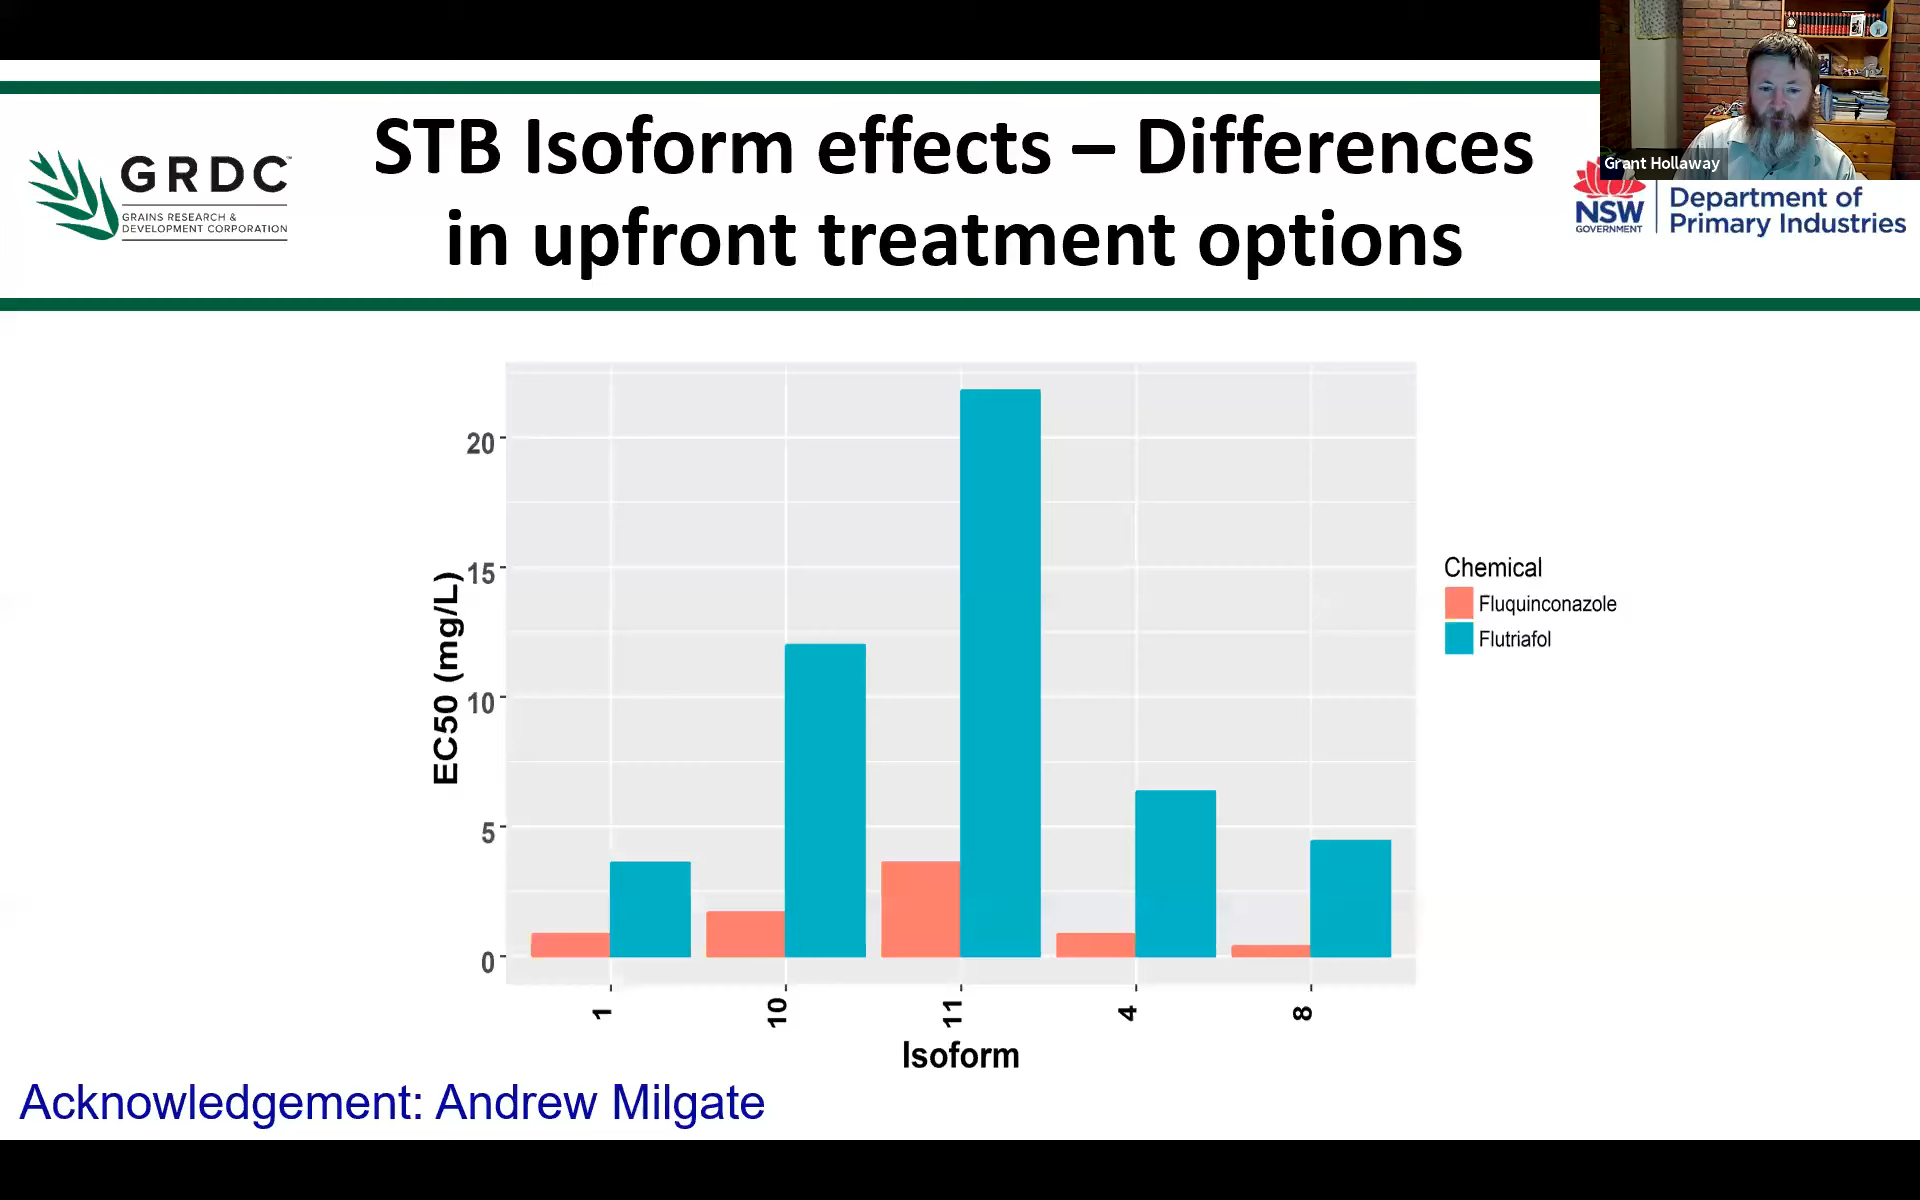 Grant Hollaway
GRDC™
GRAINS RESEARCH &
DEVELOPMENT CORPORATION
STB Isoform effects – Differences
in upfront treatment options
NSW
GOVERNMENT
Department of
Primary Industries
EC50 (mg/L)
20
15
10
5
0
1
10
11
4
8
Isoform
Chemical
Fluquinconazole
Flutriafol
Acknowledgement: Andrew Milgate